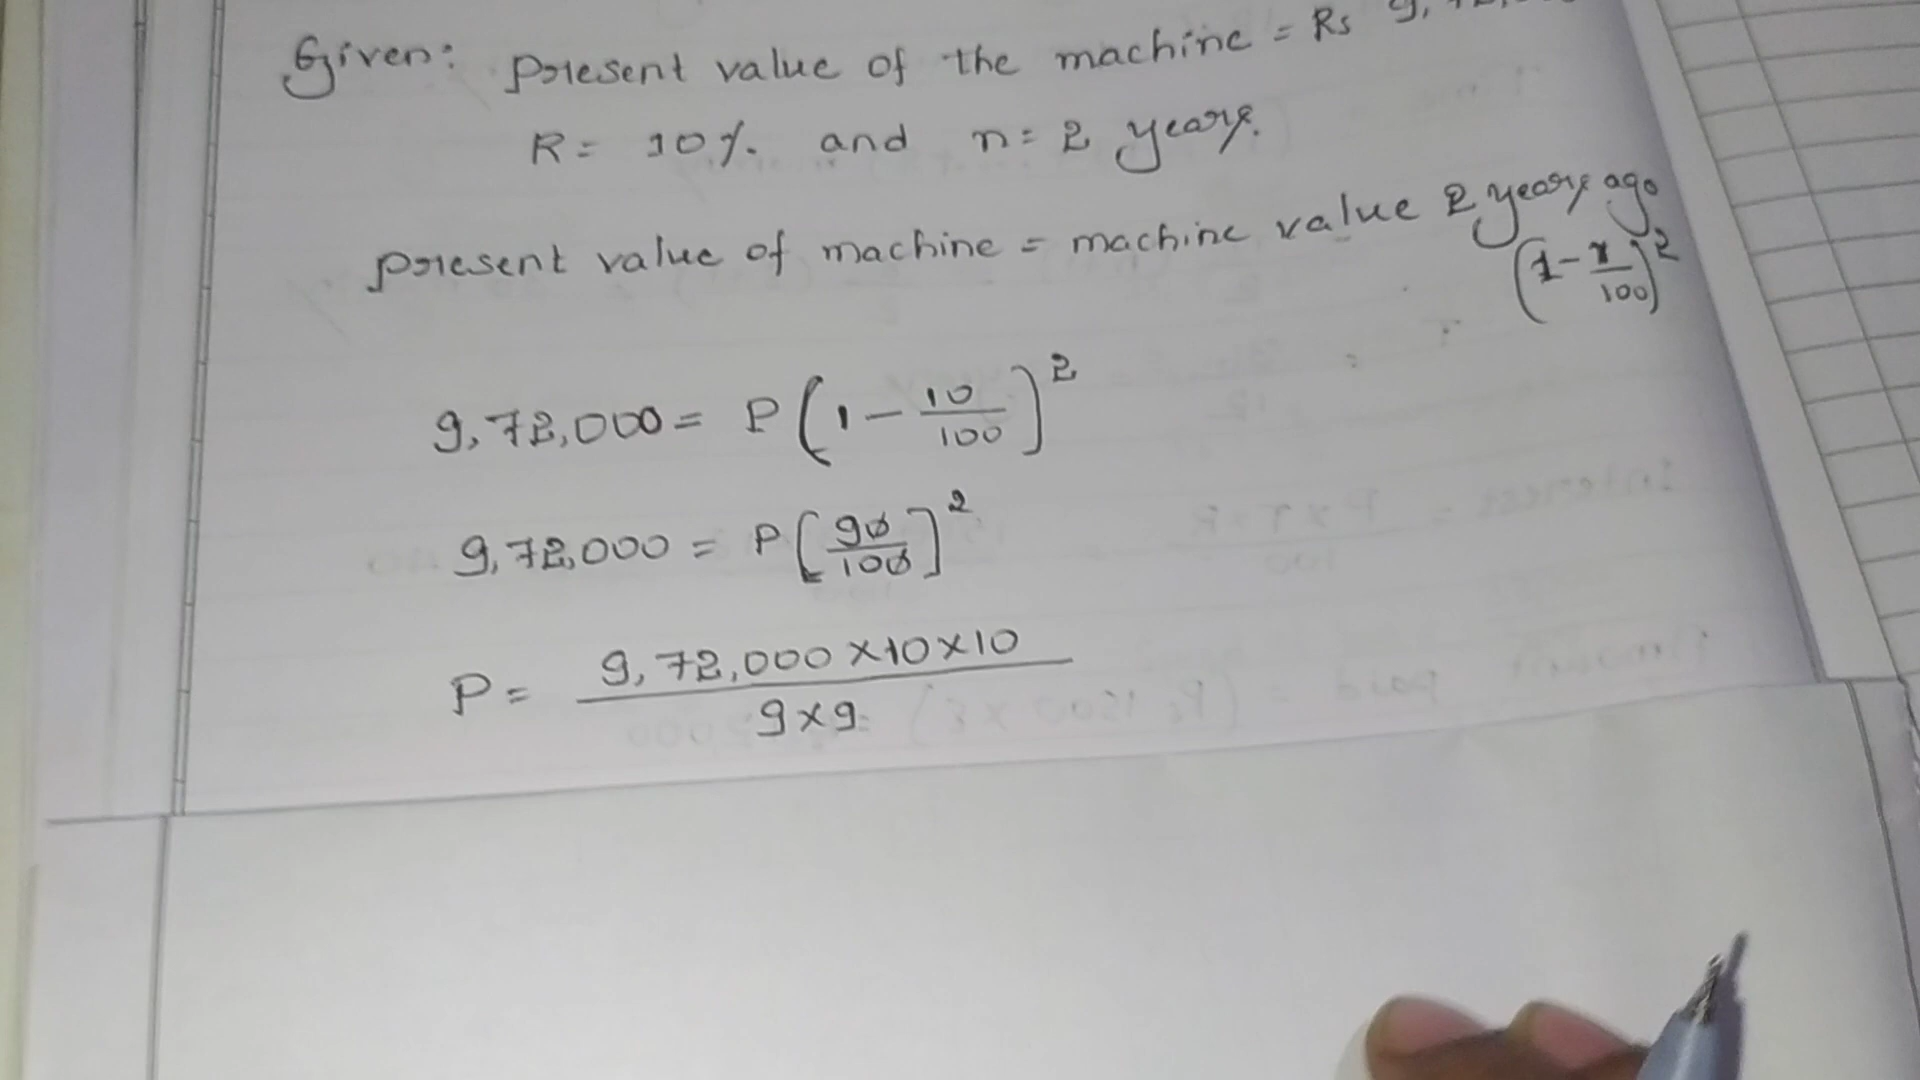 Given: present value of the machine = Rs 9,
R = 10% and n = 2 years.
present value of machine = machine value 2 years ago
(1 - r/100)^2
9,72,000 = P(1 - 10/100)^2
9,72,000 = P[90/100]^2
P = 9,72,000 × 10 × 10 / 9 × 9